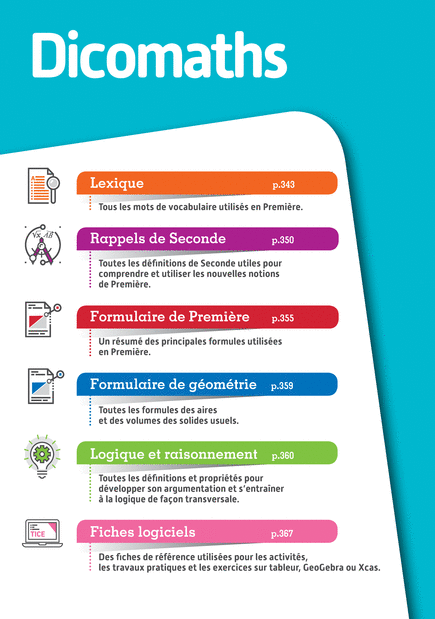 Dicomaths
Lexique p.343
Tous les mots de vocabulaire utilisés en Première.
Rappels de Seconde p.350
Toutes les définitions de Seconde utiles pour
comprendre et utiliser les nouvelles notions
de Première.
Formulaire de Première p.355
Un résumé des principales formules utilisées
en Première.
Formulaire de géométrie p.359
Toutes les formules des aires
et des volumes des solides usuels.
Logique et raisonnement p.360
Toutes les définitions et propriétés pour
développer son argumentation et s'entraîner
à la logique de façon transversale.
TICE
Fiches logiciels p.367
Des fiches de référence utilisées pour les activités,
les travaux pratiques et les exercices sur tableur, GeoGebra ou Xcas.